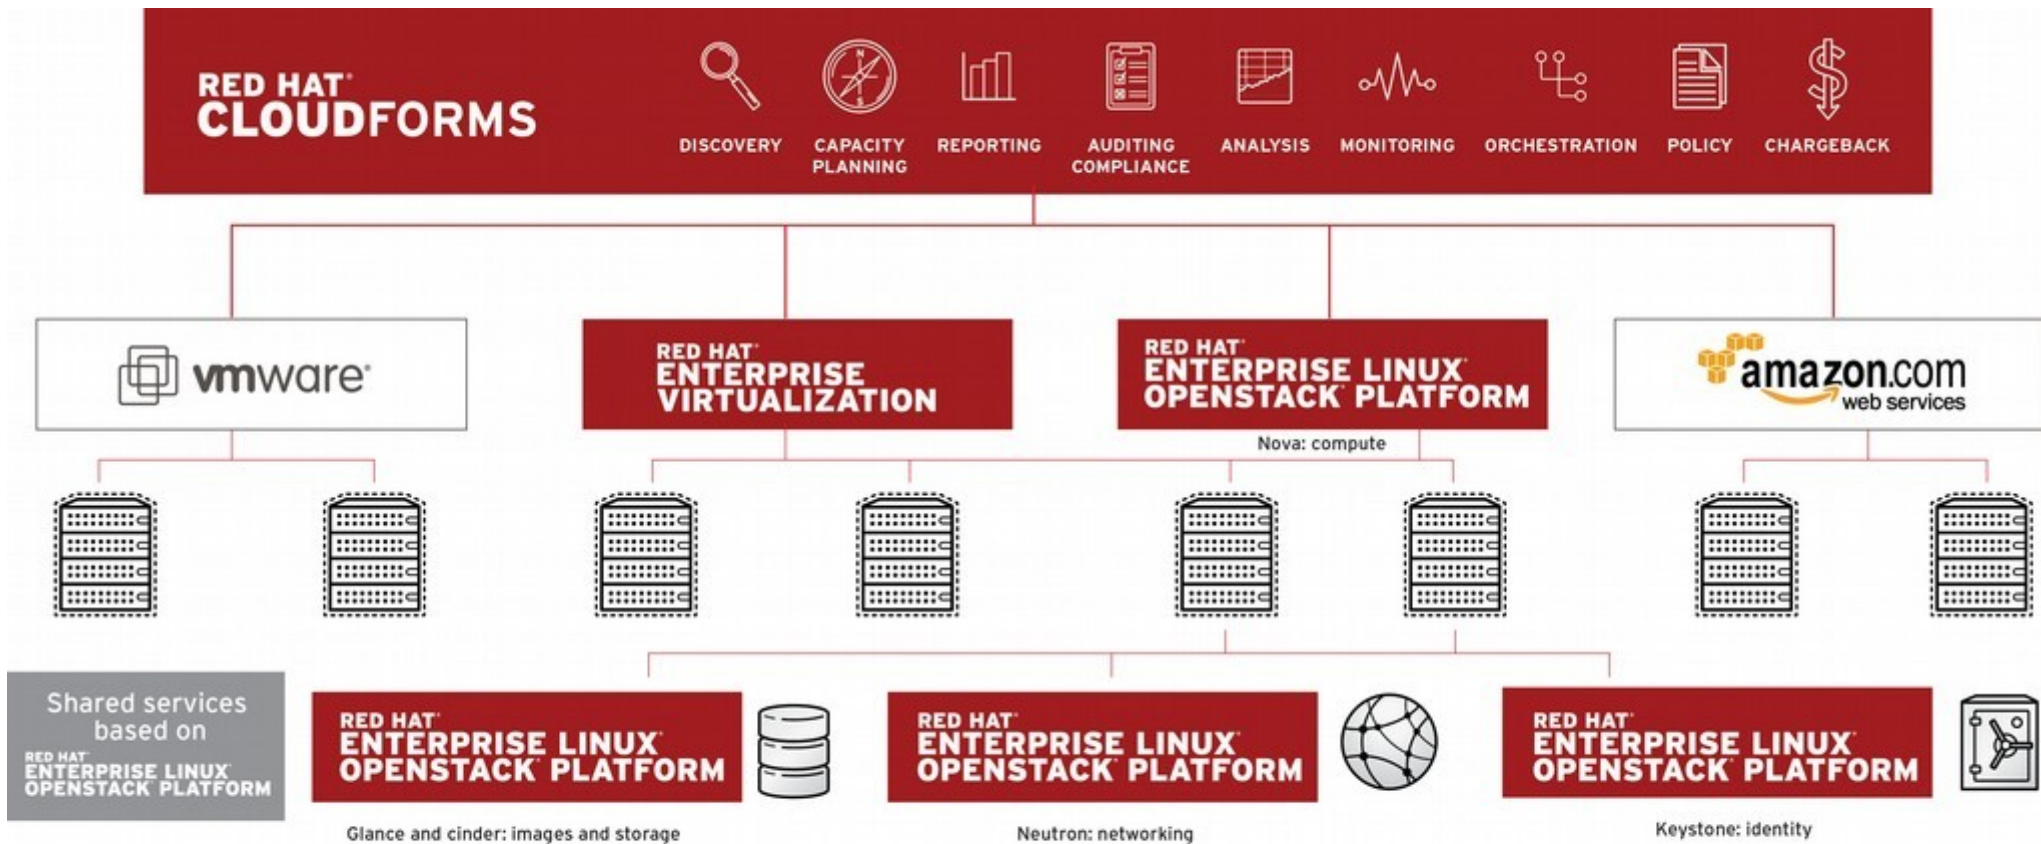 RED HAT®
CLOUDFORMS
DISCOVERY
CAPACITY
PLANNING
REPORTING
AUDITING
COMPLIANCE
ANALYSIS
MONITORING
ORCHESTRATION
POLICY
CHARGEBACK
vmware®
RED HAT®
ENTERPRISE
VIRTUALIZATION
RED HAT®
ENTERPRISE LINUX®
OPENSTACK® PLATFORM
amazon.com
web services
Nova: compute
Shared services
based on
RED HAT®
ENTERPRISE LINUX®
OPENSTACK® PLATFORM
RED HAT®
ENTERPRISE LINUX®
OPENSTACK® PLATFORM
Glance and cinder: images and storage
RED HAT®
ENTERPRISE LINUX®
OPENSTACK® PLATFORM
Neutron: networking
RED HAT®
ENTERPRISE LINUX®
OPENSTACK® PLATFORM
Keystone: identity